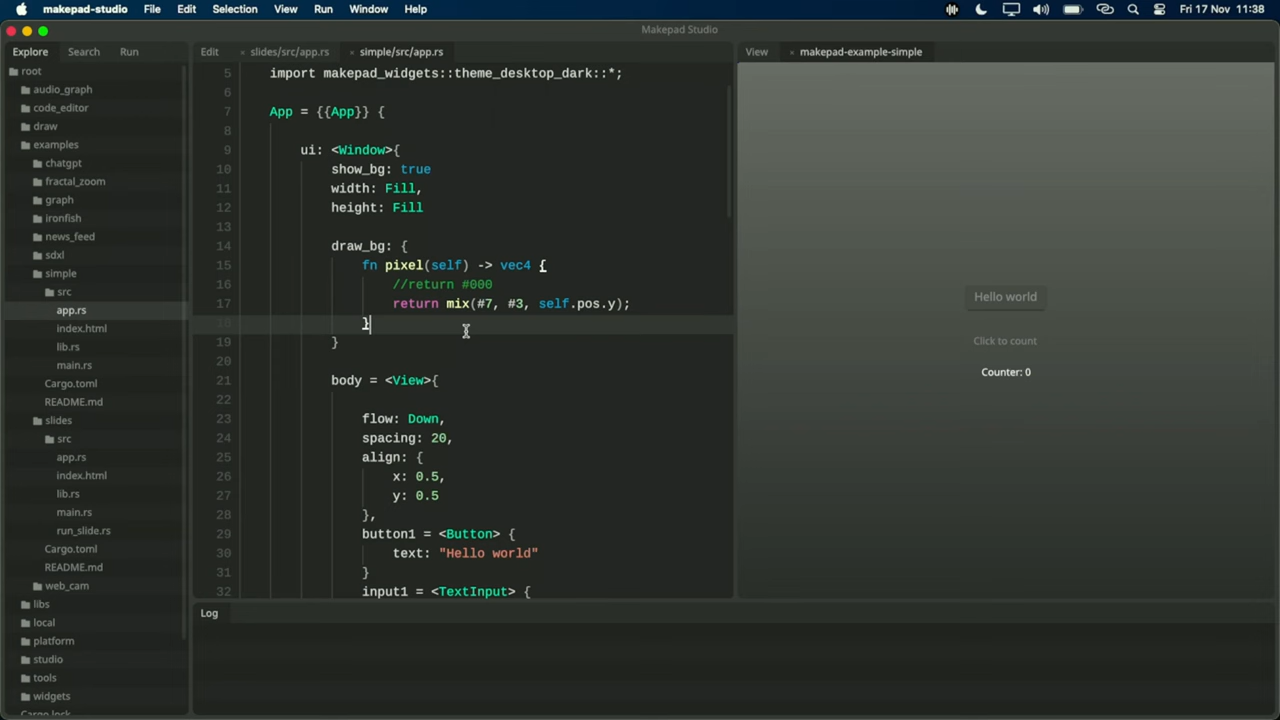 makepad-studio File Edit Selection View Run Window Help Fri 17 Nov 11:38
Makepad Studio
Explore Search Run
root
audio_graph
code_editor
draw
examples
chatgpt
fractal_zoom
graph
ironfish
news_feed
sdxl
simple
src
app.rs
index.html
lib.rs
main.rs
Cargo.toml
README.md
slides
src
app.rs
index.html
lib.rs
main.rs
run_slide.rs
Cargo.toml
README.md
web_cam
libs
local
platform
studio
tools
widgets
Cargo.lock
Edit × slides/src/app.rs × simple/src/app.rs
5 import makepad_widgets::theme_desktop_dark::*;
6
7 App = {{App}} {
8
9 ui: <Window>{
10 show_bg: true
11 width: Fill,
12 height: Fill
13
14 draw_bg: {
15 fn pixel(self) -> vec4 {
16 //return #000
17 return mix(#7, #3, self.pos.y);
18 }
19 }
20
21 body = <View>{
22
23 flow: Down,
24 spacing: 20,
25 align: {
26 x: 0.5,
27 y: 0.5
28 },
29 button1 = <Button> {
30 text: "Hello world"
31 }
32 input1 = <TextInput> {
View × makepad-example-simple
Hello world
Click to count
Counter: 0
Log